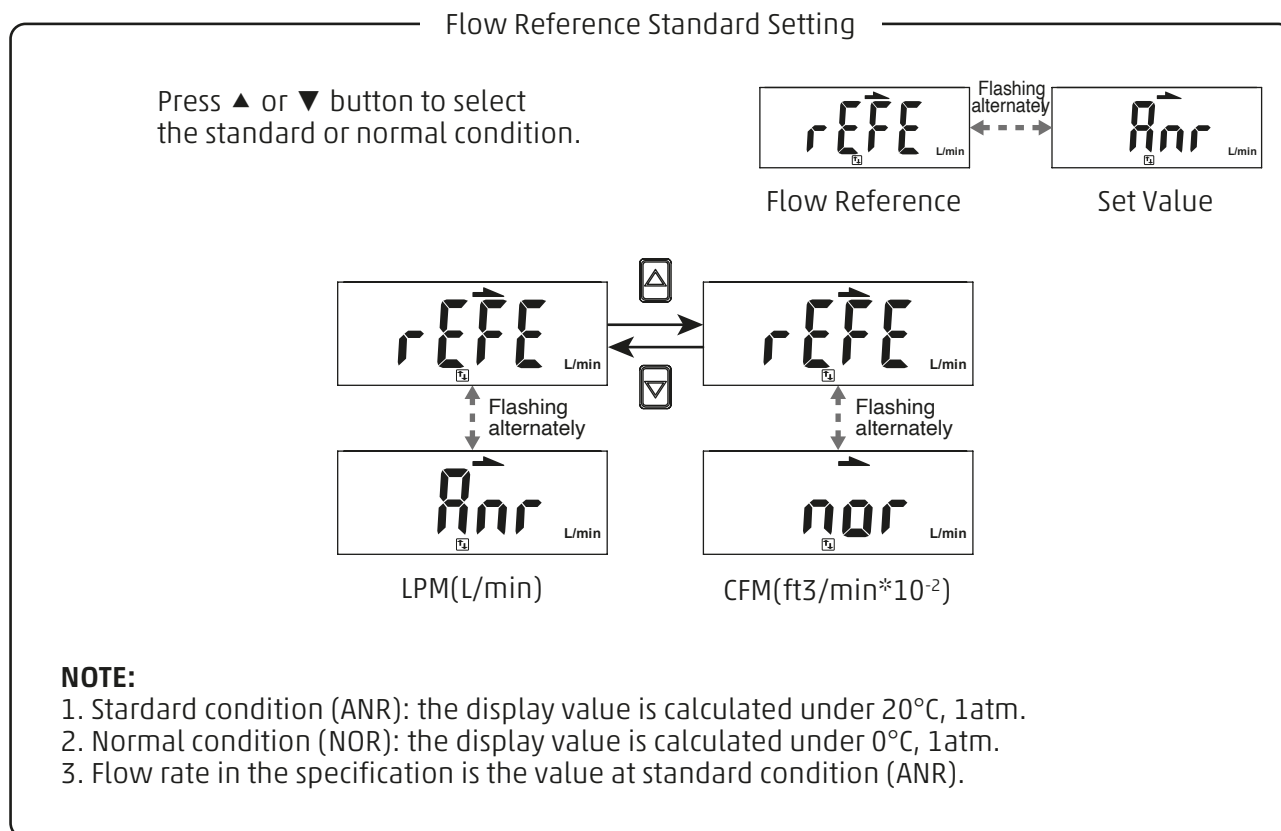 Flow Reference Standard Setting
Press ▲ or ▼ button to select
the standard or normal condition.
rEFE L/min
Flashing
alternately
Anr L/min
Flow Reference
Set Value
rEFE L/min
rEFE L/min
Flashing
alternately
Flashing
alternately
Anr L/min
nor L/min
LPM(L/min)
CFM(ft3/min*10-2)
NOTE:
1. Stardard condition (ANR): the display value is calculated under 20°C, 1atm.
2. Normal condition (NOR): the display value is calculated under 0°C, 1atm.
3. Flow rate in the specification is the value at standard condition (ANR).